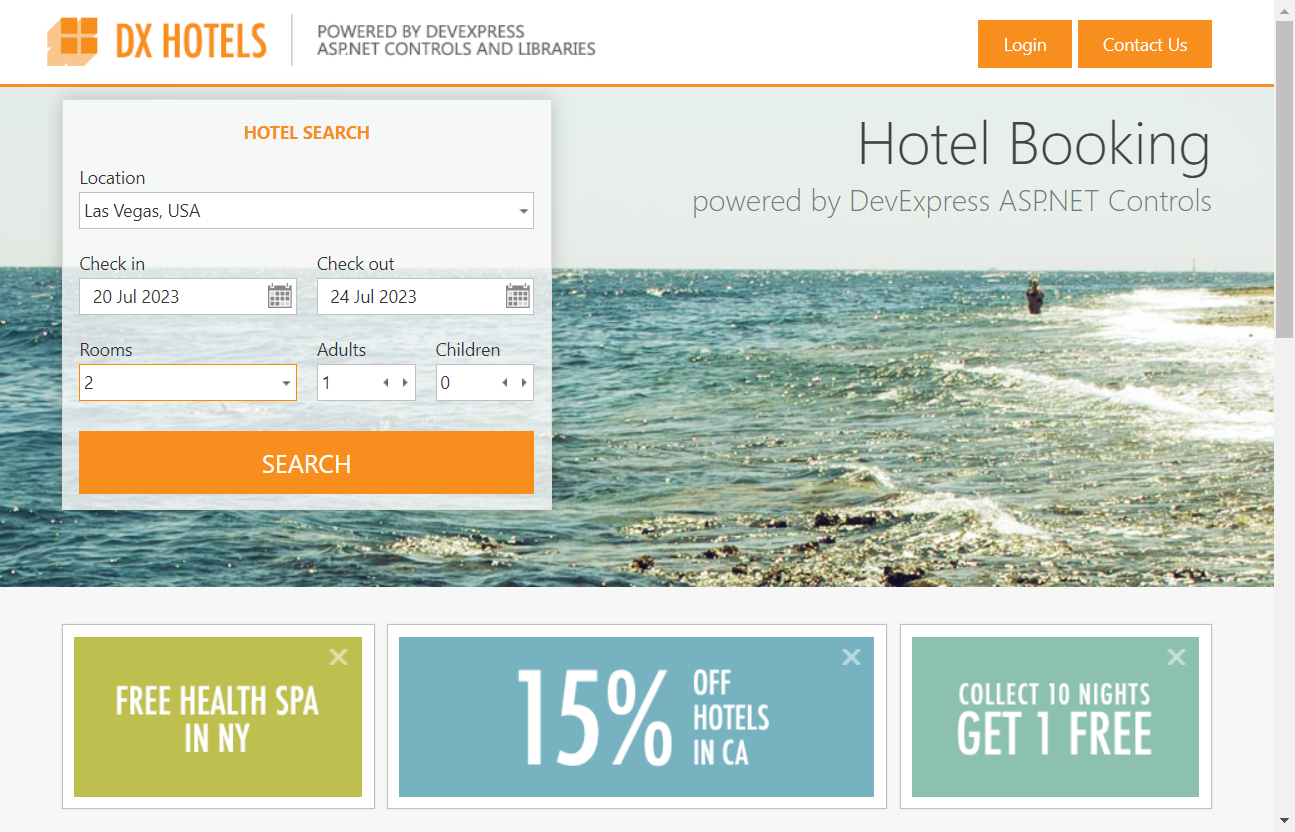 DX HOTELS
POWERED BY DEVEXPRESS
ASP.NET CONTROLS AND LIBRARIES
Login
Contact Us
HOTEL SEARCH
Location
Las Vegas, USA
Check in
Check out
20 Jul 2023
24 Jul 2023
Rooms
Adults
Children
2
1
0
SEARCH
Hotel Booking
powered by DevExpress ASP.NET Controls
FREE HEALTH SPA
IN NY
15%
OFF
HOTELS
IN CA
COLLECT 10 NIGHTS
GET 1 FREE